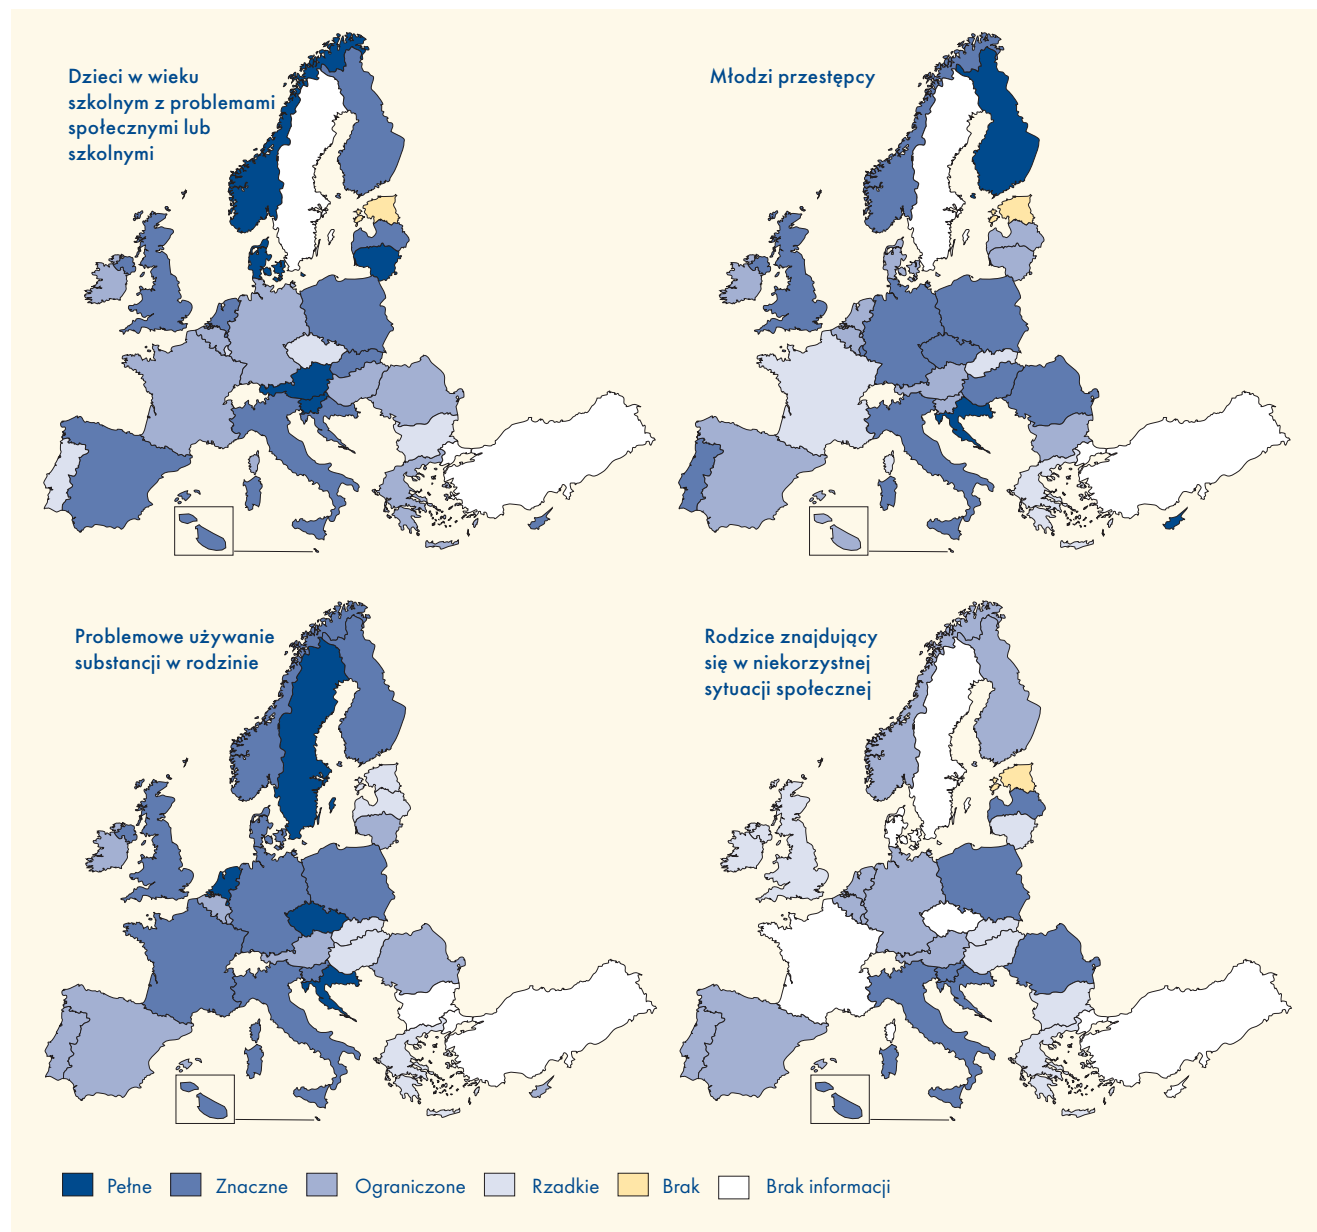 Dzieci w wieku
szkolnym z problemami
społecznymi lub
szkolnymi
Młodzi przestępcy
Problemowe używanie
substancji w rodzinie
Rodzice znajdujący
się w niekorzystnej
sytuacji społecznej
Pełne Znaczne Ograniczone Rzadkie Brak Brak informacji